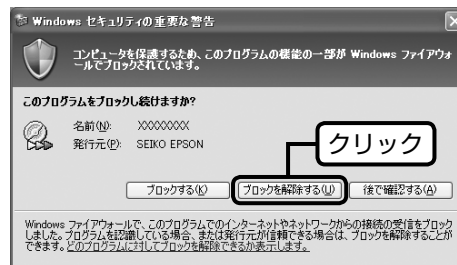 Windows セキュリティの重要な警告
コンピュータを保護するため、このプログラムの機能の一部が Windows ファイアウォ
ールでブロックされています。
このプログラムをブロックし続けますか?
名前(N): XXXXXXXX
発行元(P): SEIKO EPSON
クリック
ブロックする(K) ブロックを解除する(U) 後で確認する(A)
Windows ファイアウォールで、このプログラムでのインターネットやネットワークからの接続の受信をブロック
しました。プログラムを認識している場合、または発行元が信頼できる場合は、ブロックを解除することが
できます。どのプログラムに対してブロックを解除できるか表示します。